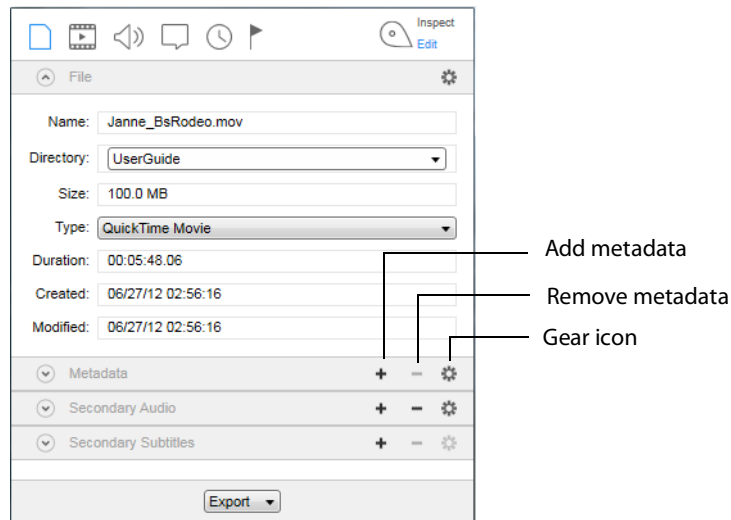 Inspect
Edit
File
Name: Janne_BsRodeo.mov
Directory: UserGuide
Size: 100.0 MB
Type: QuickTime Movie
Duration: 00:05:48.06
Created: 06/27/12 02:56:16
Modified: 06/27/12 02:56:16
Add metadata
Remove metadata
Gear icon
Metadata
Secondary Audio
Secondary Subtitles
Export